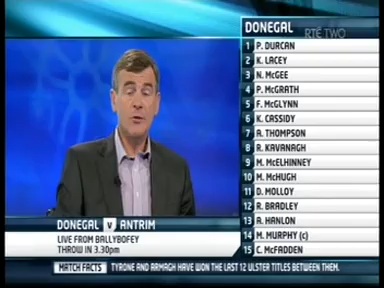 DONEGAL
RTÉ TWO
1 P. DURCAN
2 K. LACEY
3 N. McGEE
4 P. McGRATH
5 F. McGLYNN
6 K. CASSIDY
7 A. THOMPSON
8 R. KAVANAGH
9 M. McELHINNEY
10 M. McHUGH
11 D. MOLLOY
12 R. BRADLEY
13 A. HANLON
14 M. MURPHY (c)
15 C. McFADDEN
DONEGAL v ANTRIM
LIVE FROM BALLYBOFEY
THROW IN 3.30pm
MATCH FACTS TYRONE AND ARMAGH HAVE WON THE LAST 12 ULSTER TITLES BETWEEN THEM.